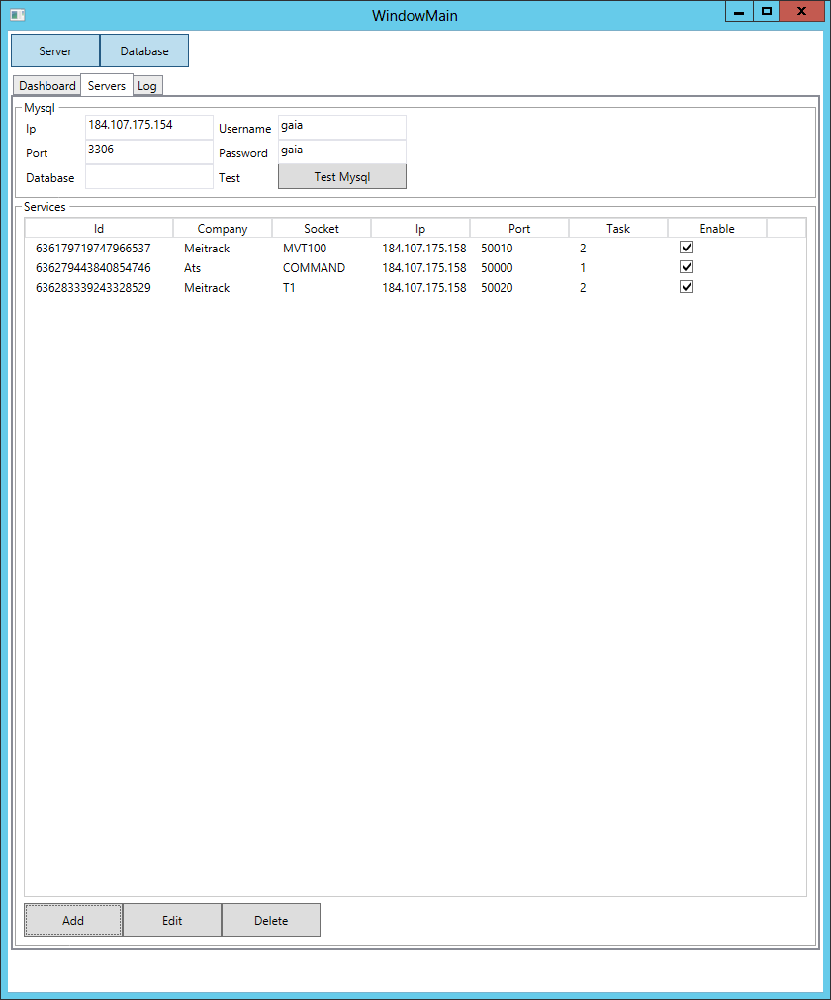 WindowMain
Server Database
Dashboard Servers Log
Mysql
Ip 184.107.175.154 Username gaia
Port 3306 Password gaia
Database Test Test Mysql
Services
Id Company Socket Ip Port Task Enable
636179719747966537 Meitrack MVT100 184.107.175.158 50010 2
636279443840854746 Ats COMMAND 184.107.175.158 50000 1
636283339243328529 Meitrack T1 184.107.175.158 50020 2
Add Edit Delete